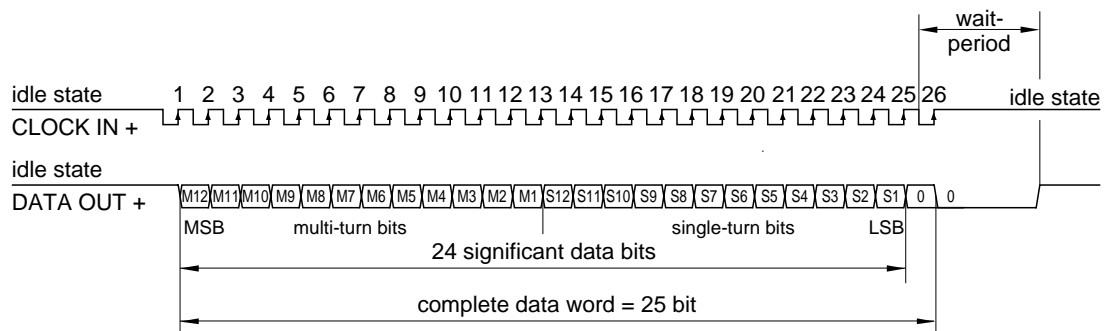 wait-
period
1 2 3 4 5 6 7 8 9 10 11 12 13 14 15 16 17 18 19 20 21 22 23 24 25 26
idle state
idle state
CLOCK IN +
idle state
DATA OUT +
M12 M11 M10 M9 M8 M7 M6 M5 M4 M3 M2 M1 S12 S11 S10 S9 S8 S7 S6 S5 S4 S3 S2 S1 0 0
MSB multi-turn bits single-turn bits LSB
24 significant data bits
complete data word = 25 bit